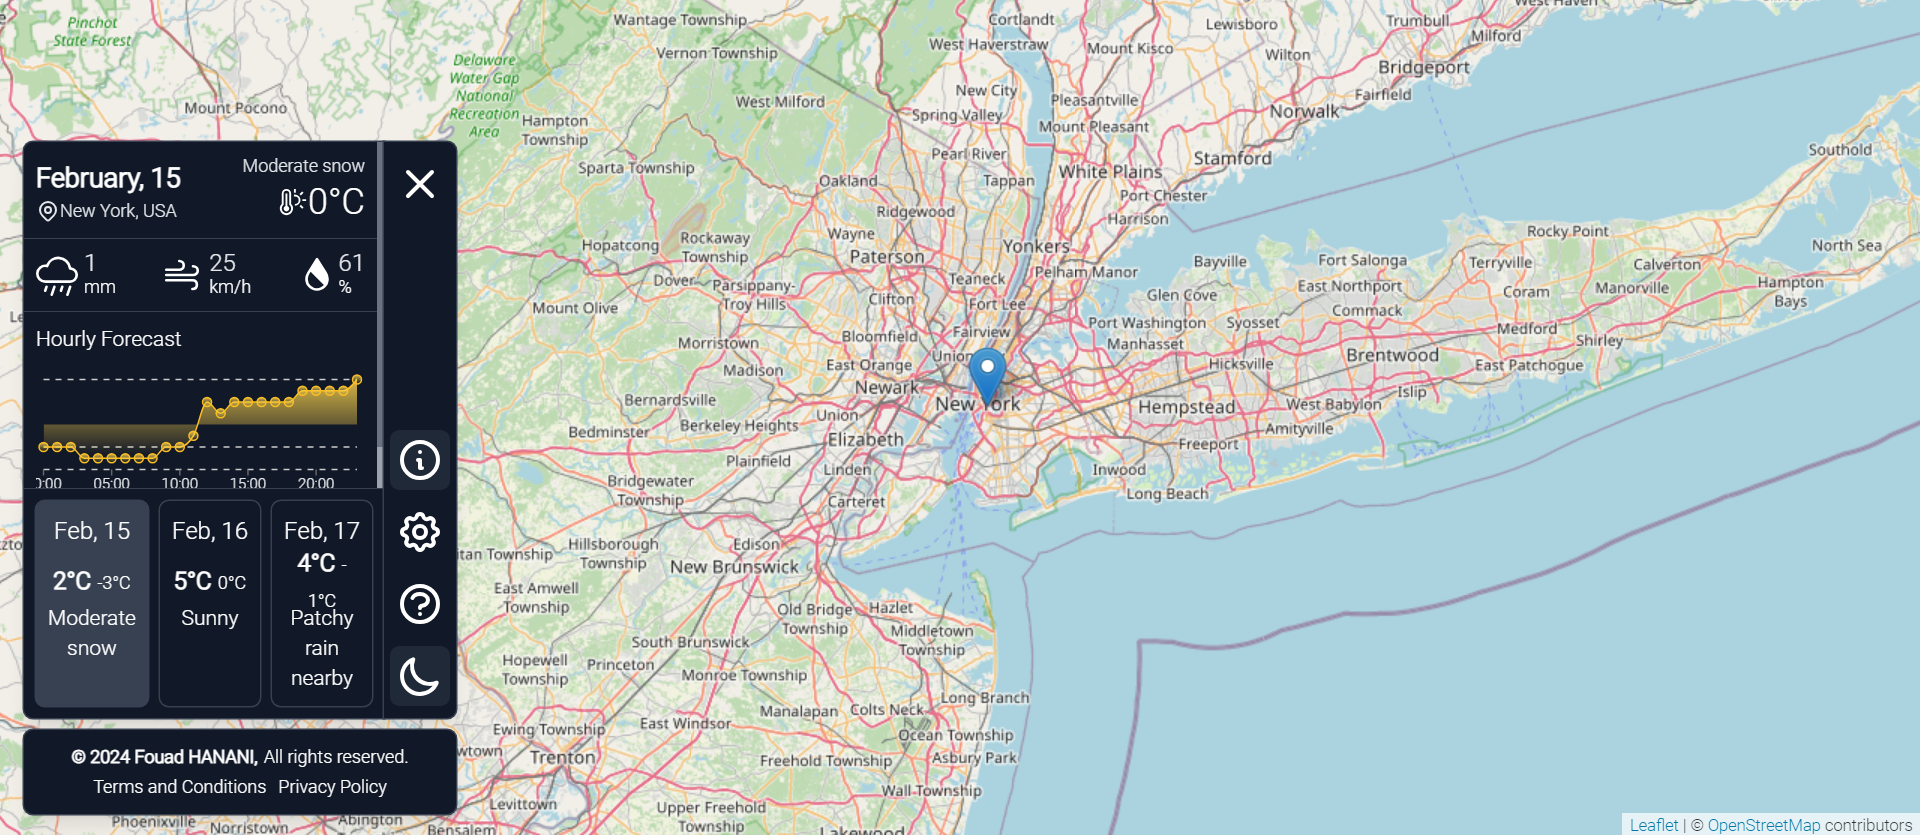 February, 15
New York, USA
Moderate snow
0°C
1
mm
25
km/h
61
%
Hourly Forecast
05:00
10:00
15:00
20:00
Feb, 15
2°C -3°C
Moderate
snow
Feb, 16
5°C 0°C
Sunny
Feb, 17
4°C -
1°C
Patchy
rain
nearby
© 2024 Fouad HANANI, All rights reserved.
Terms and Conditions Privacy Policy
Pinchot
State Forest
Mount Pocono
Delaware
Water Gap
National
Recreation
Area
Wantage Township
Vernon Township
West Milford
Hampton
Township
Sparta Township
Cortlandt
West Haverstraw
Mount Kisco
Lewisboro
Wilton
Trumbull
Milford
West Haven
Bridgeport
Fairfield
New City
Pleasantville
Spring Valley
Mount Pleasant
Norwalk
Pearl River
Stamford
Southold
Oakland
Tappan
White Plains
Port Chester
Ridgewood
Harrison
Hopatcong
Rockaway
Township
Wayne
Paterson
Yonkers
Rocky Point
North Sea
Dover
Parsippany-
Troy Hills
Teaneck
Pelham Manor
Bayville
Fort Salonga
Terryville
Calverton
Mount Olive
Clifton
Fort Lee
Glen Cove
East Northport
Coram
Manorville
Hampton
Bays
Bloomfield
Fairview
Port Washington
Syosset
Commack
Medford
Morristown
Manhasset
Shirley
Madison
East Orange
Union
Hicksville
Brentwood
East Patchogue
Newark
New York
Bernardsville
Hempstead
West Babylon
Islip
Bedminster
Berkeley Heights
Union
Elizabeth
Freeport
Amityville
Plainfield
Linden
Inwood
Bridgewater
Township
Carteret
Long Beach
Hillsborough
Township
Edison
itan Township
New Brunswick
East Amwell
Township
Old Bridge
Township
Hazlet
South Brunswick
Middletown
Township
Hopewell
Township
Princeton
Monroe Township
Long Branch
Manalapan
Colts Neck
East Windsor
Ewing Township
Ocean Township
wtown
Trenton
Freehold Township
Asbury Park
Levittown
Wall Township
Upper Freehold
Township
Phoenixville
Norristown
Abington
Bensalem
Lakewood
Leaflet | © OpenStreetMap contributors